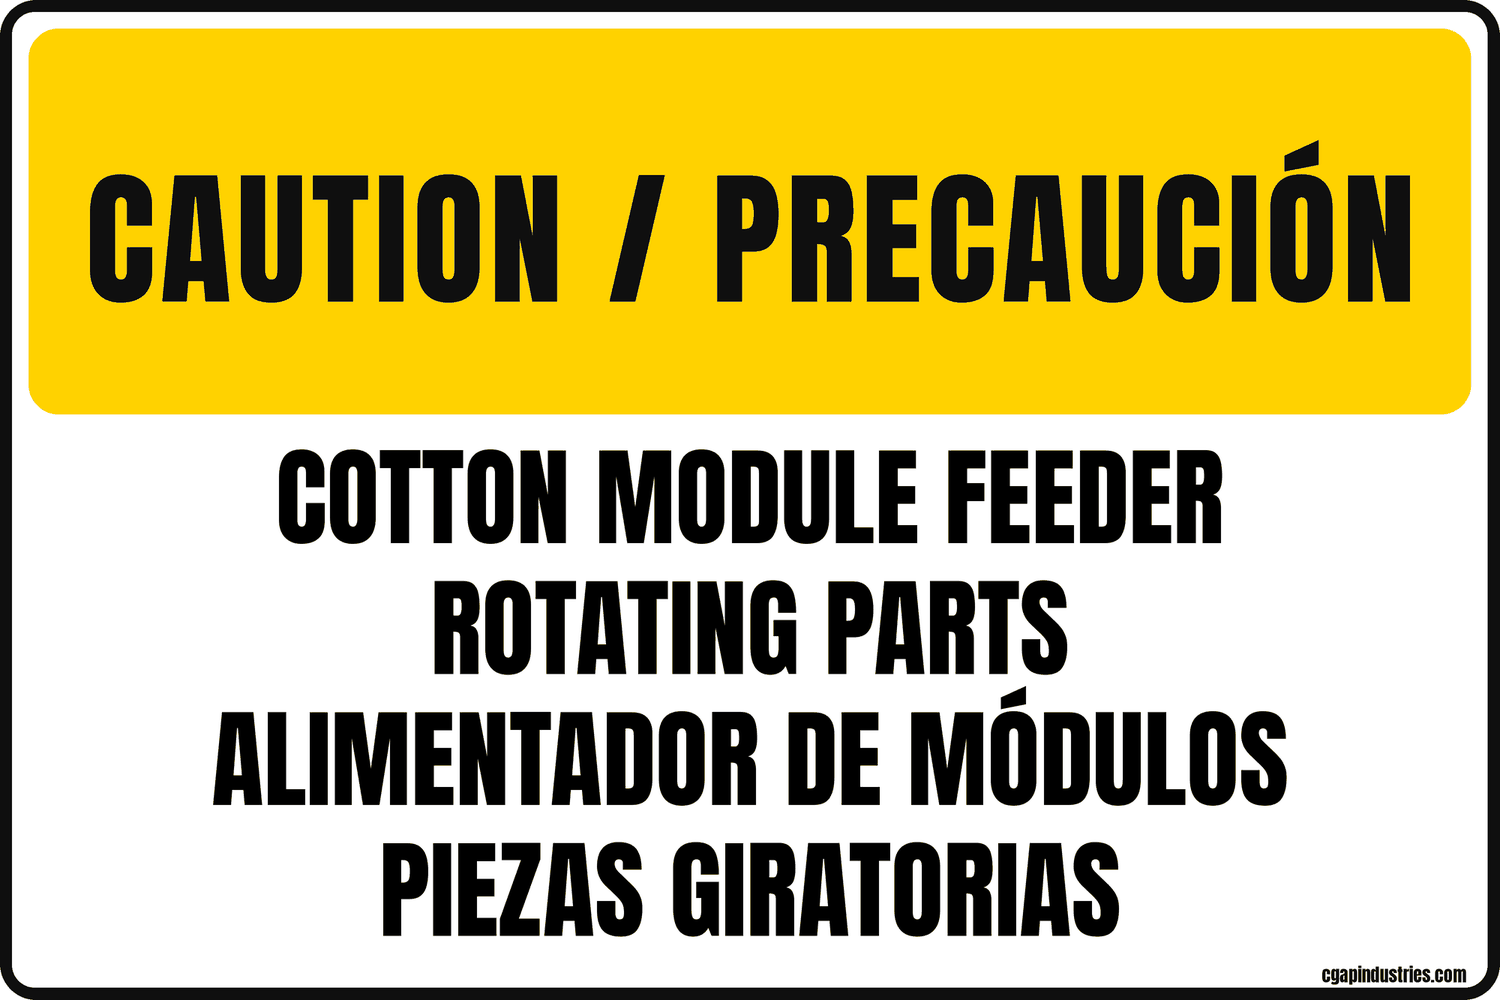 CAUTION / PRECAUCIÓN
COTTON MODULE FEEDER
ROTATING PARTS
ALIMENTADOR DE MÓDULOS
PIEZAS GIRATORIAS
cgapindustries.com